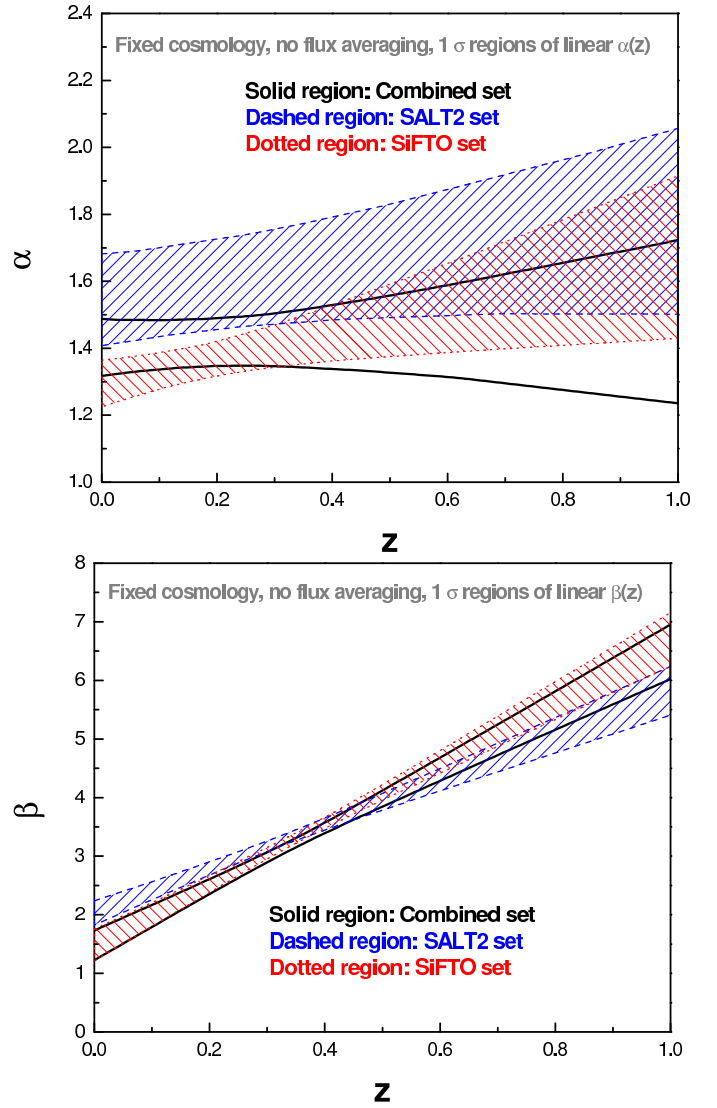 2.4
Fixed cosmology, no flux averaging, 1 σ regions of linear α(z)
2.2
Solid region: Combined set
Dashed region: SALT2 set
2.0
Dotted region: SiFTO set
1.8
α
1.6
1.4
1.2
1.0
0.0 0.2 0.4 0.6 0.8 1.0
z
8
Fixed cosmology, no flux averaging, 1 σ regions of linear β(z)
7
6
5
β
4
3
Solid region: Combined set
2
Dashed region: SALT2 set
Dotted region: SiFTO set
1
0
0.0 0.2 0.4 0.6 0.8 1.0
z